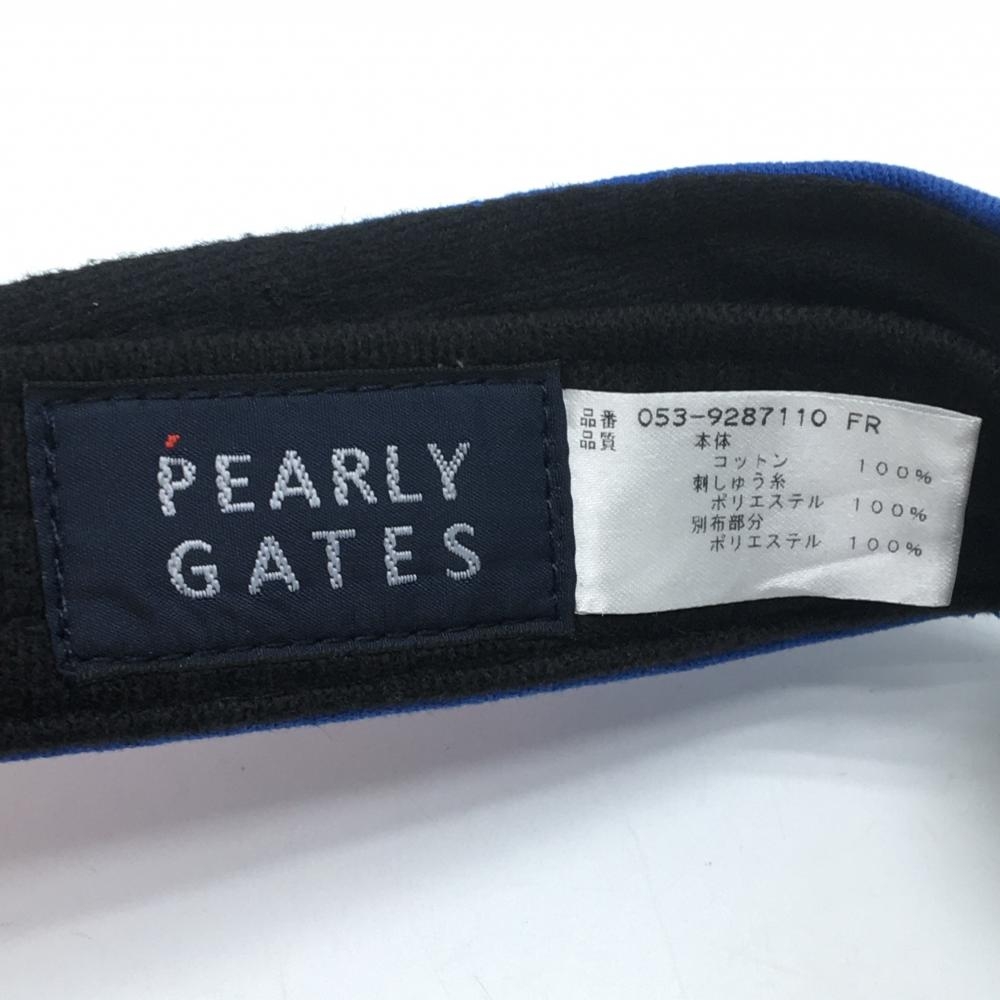 PEARLY
GATES
品番 053-9287110 FR
品質 本体
コットン 100%
刺しゅう糸
ポリエステル 100%
別布部分
ポリエステル 100%